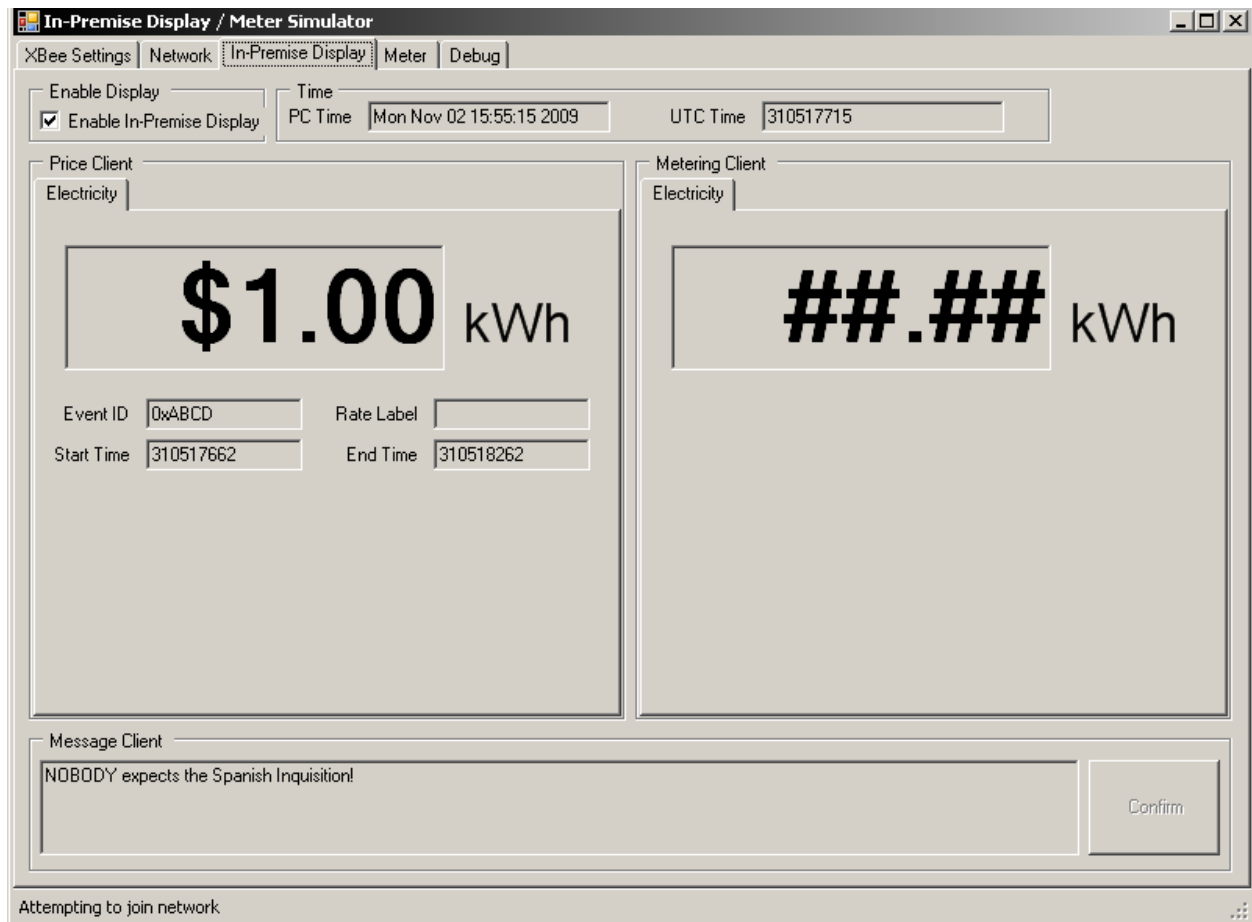 In-Premise Display / Meter Simulator
XBee Settings Network In-Premise Display Meter Debug
Enable Display
Enable In-Premise Display
Time
PC Time Mon Nov 02 15:55:15 2009 UTC Time 310517715
Price Client
Electricity
$1.00 kWh
Event ID 0xABCD Rate Label
Start Time 310517662 End Time 310518262
Metering Client
Electricity
##.## kWh
Message Client
NOBODY expects the Spanish Inquisition!
Confirm
Attempting to join network